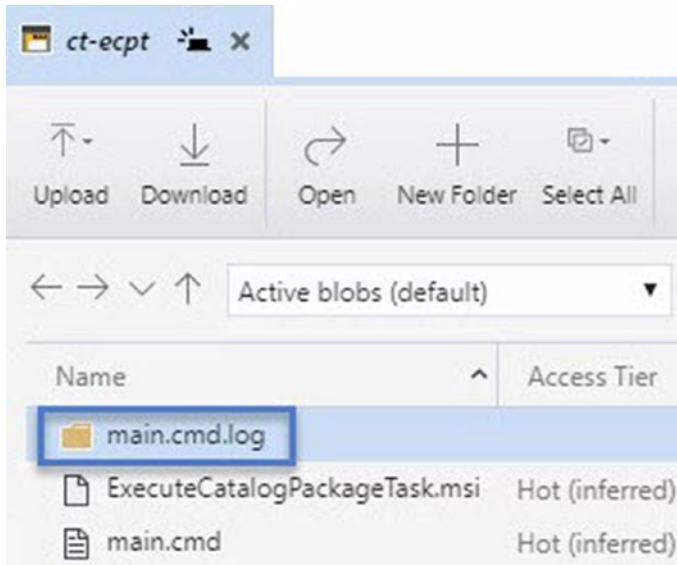 ct-ecpt
Upload Download Open New Folder Select All
Active blobs (default)
Name Access Tier
main.cmd.log
ExecuteCatalogPackageTask.msi Hot (inferred)
main.cmd Hot (inferred)